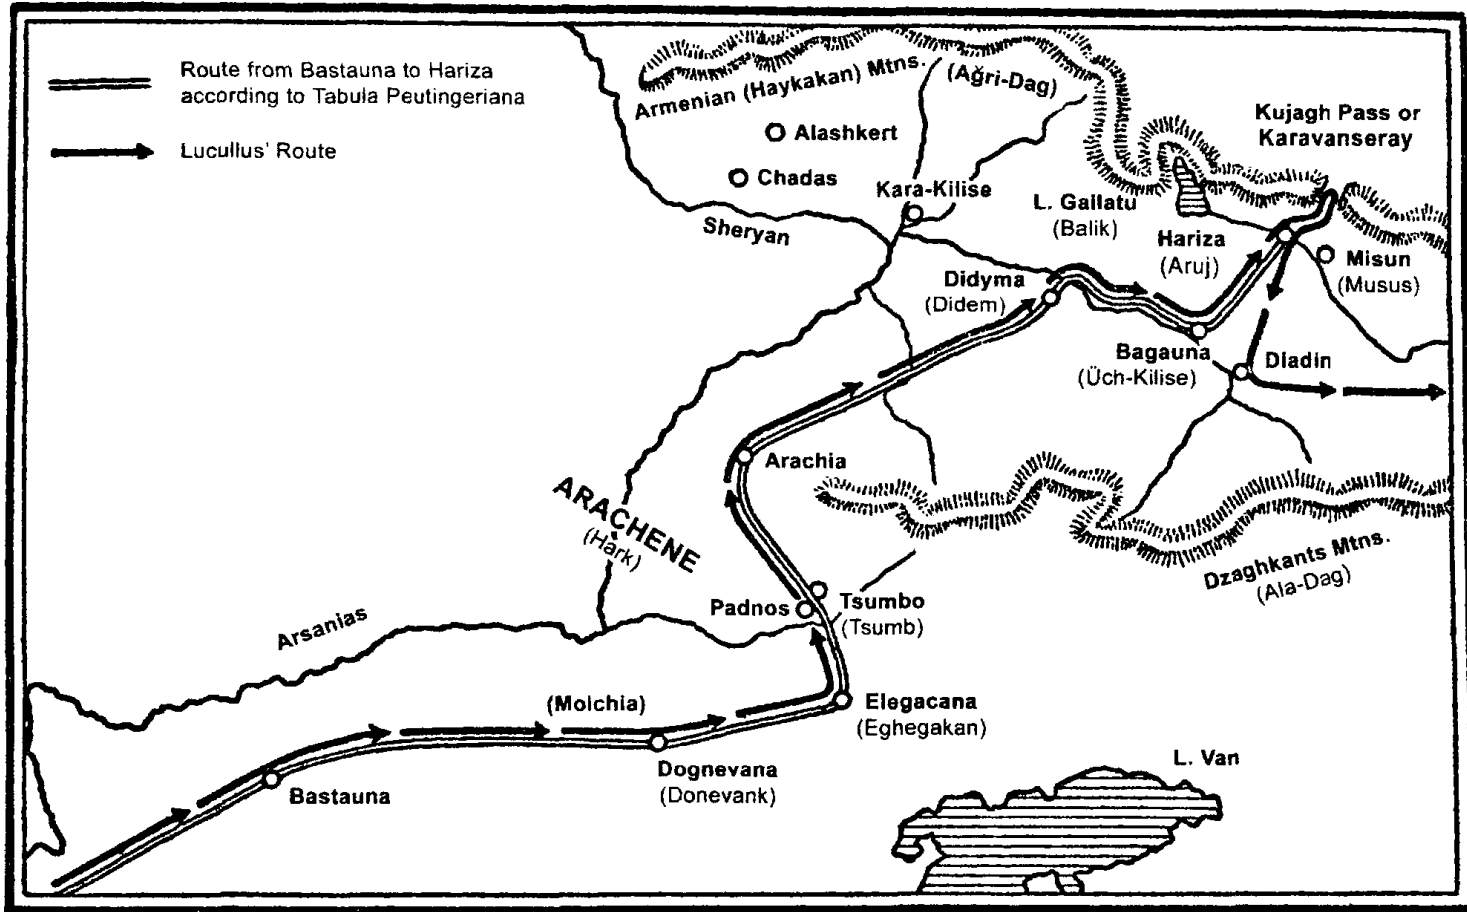 Route from Bastauna to Hariza
according to Tabula Peutingeriana
Lucullus' Route
Armenian (Haykakan) Mtns.
(Ağri-Dag)
Kujagh Pass or
Karavanseray
Alashkert
Chadas
Kara-Kilise
L. Gailatu
(Balik)
Sheryan
Hariza
(Aruj)
Misun
(Musus)
Didyma
(Didem)
Bagauna
(Üch-Kilise)
Diadin
Arachia
ARACHENE
(Hark)
Dzaghkants Mtns.
(Ala-Dag)
Padnos
Tsumbo
(Tsumb)
Arsanias
(Molchia)
Elegacana
(Eghegakan)
Dognevana
(Donevank)
Bastauna
L. Van